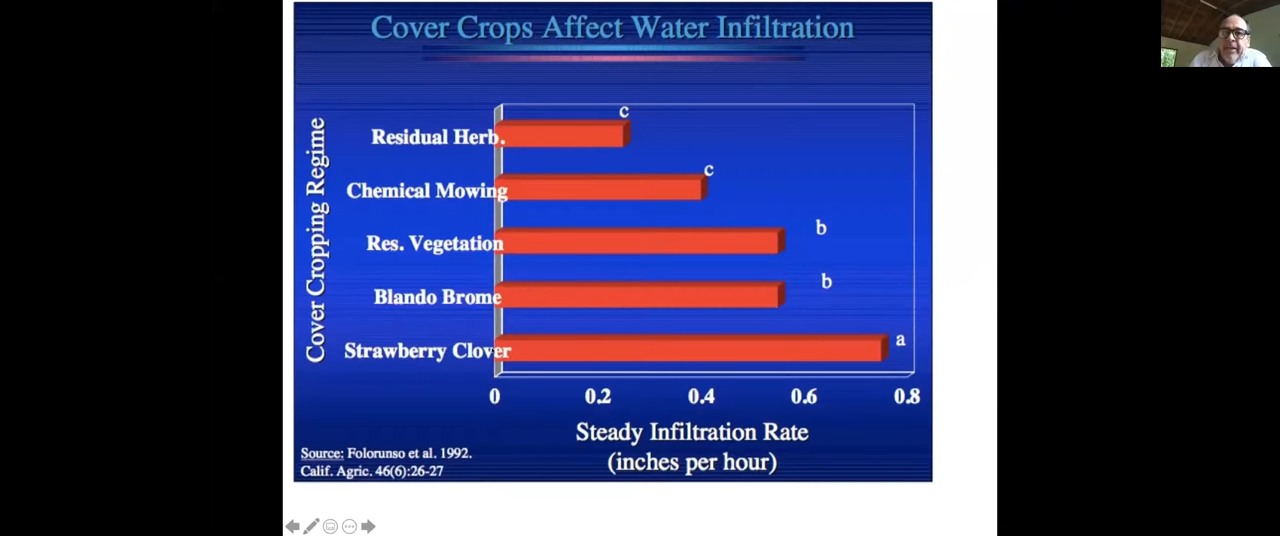 Cover Crops Affect Water Infiltration
Cover Cropping Regime
Residual Herb.
c
Chemical Mowing
c
Res. Vegetation
b
Blando Brome
b
Strawberry Clover
a
0 0.2 0.4 0.6 0.8
Steady Infiltration Rate
(inches per hour)
Source: Folorunso et al. 1992.
Calif. Agric. 46(6):26-27